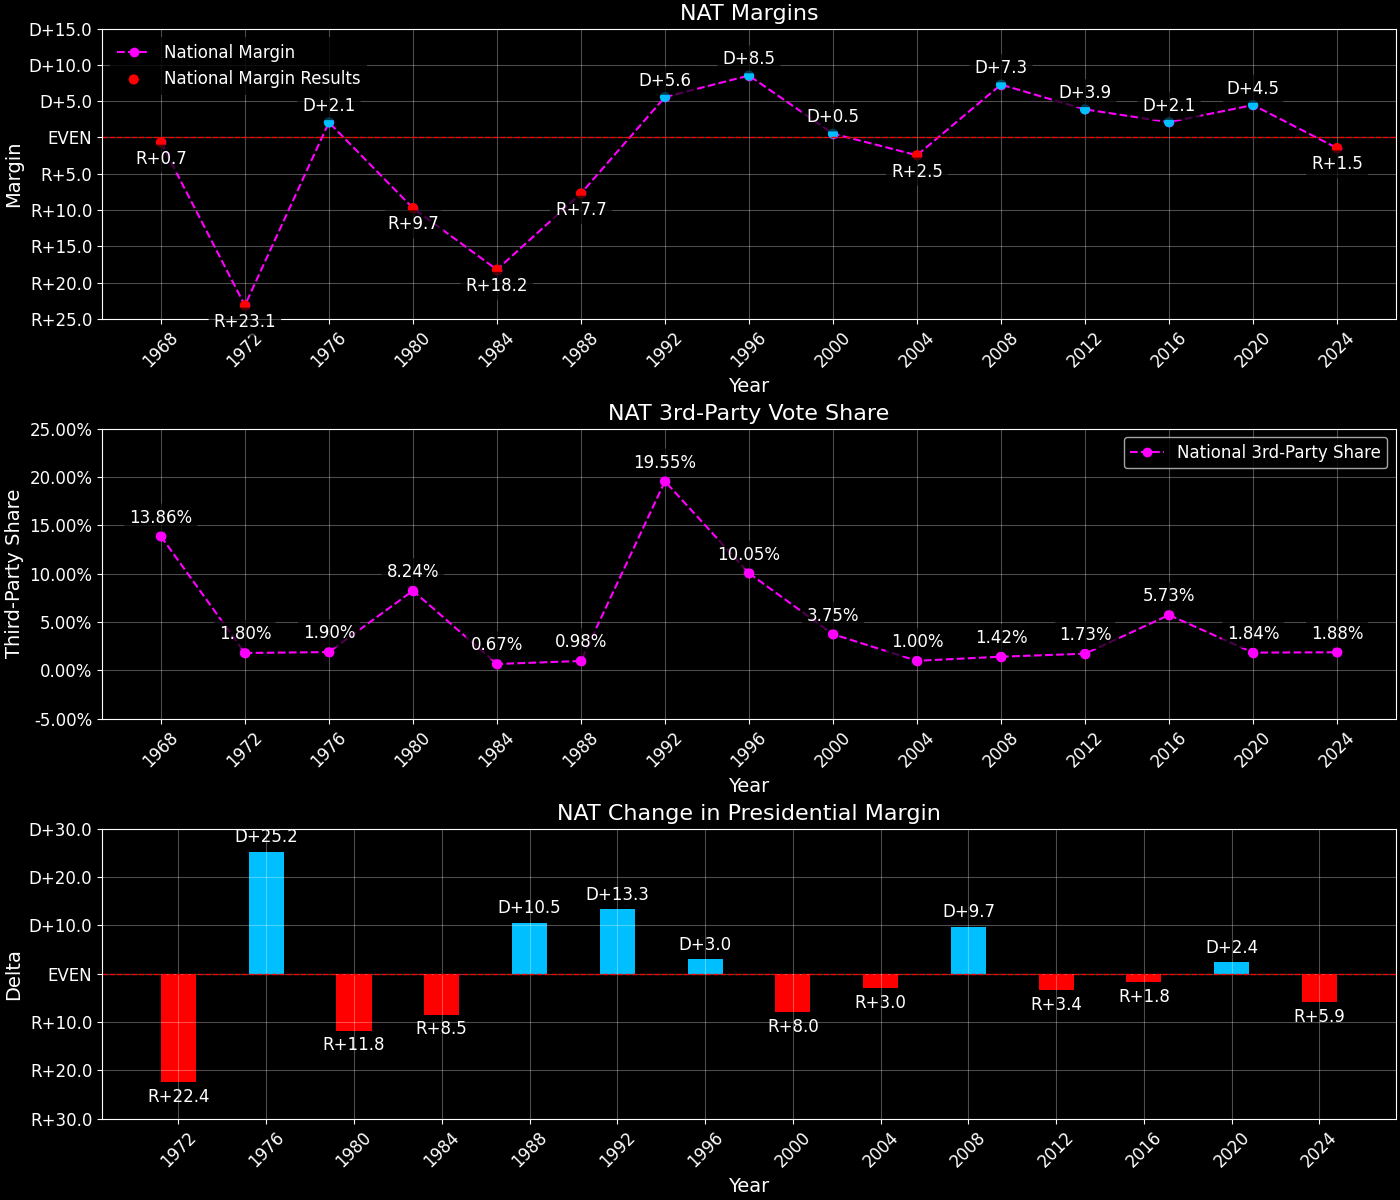 NAT Margins
D+15.0
D+10.0
D+5.0
EVEN
R+5.0
R+10.0
R+15.0
R+20.0
R+25.0
Margin
National Margin
National Margin Results
R+0.7
R+23.1
D+2.1
R+9.7
R+18.2
R+7.7
D+5.6
D+8.5
D+0.5
R+2.5
D+7.3
D+3.9
D+2.1
D+4.5
R+1.5
1968
1972
1976
1980
1984
1988
1992
1996
2000
2004
2008
2012
2016
2020
2024
Year
NAT 3rd-Party Vote Share
25.00%
20.00%
15.00%
10.00%
5.00%
0.00%
-5.00%
Third-Party Share
National 3rd-Party Share
13.86%
1.80%
1.90%
8.24%
0.67%
0.98%
19.55%
10.05%
3.75%
1.00%
1.42%
1.73%
5.73%
1.84%
1.88%
1968
1972
1976
1980
1984
1988
1992
1996
2000
2004
2008
2012
2016
2020
2024
Year
NAT Change in Presidential Margin
D+30.0
D+20.0
D+10.0
EVEN
R+10.0
R+20.0
R+30.0
Delta
R+22.4
D+25.2
R+11.8
R+8.5
D+10.5
D+13.3
D+3.0
R+8.0
R+3.0
D+9.7
R+3.4
R+1.8
D+2.4
R+5.9
1972
1976
1980
1984
1988
1992
1996
2000
2004
2008
2012
2016
2020
2024
Year